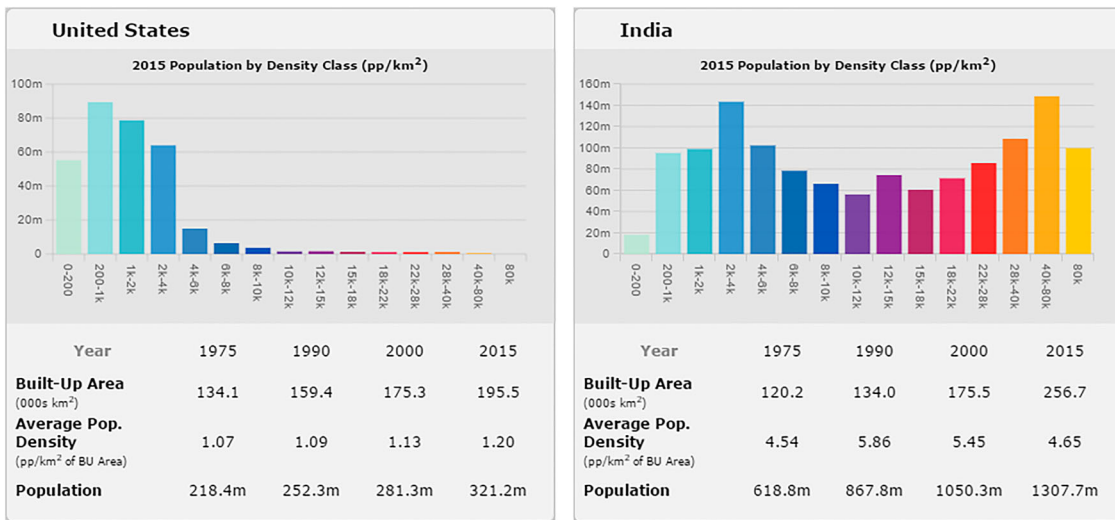 United States
2015 Population by Density Class (pp/km²)
100m
80m
60m
40m
20m
0
0-200
200-1k
1k-2k
2k-4k
4k-6k
6k-8k
8k-10k
10k-12k
12k-15k
15k-18k
18k-22k
22k-28k
28k-40k
40k-80k
80k
Year 1975 1990 2000 2015
Built-Up Area
(000s km²) 134.1 159.4 175.3 195.5
Average Pop.
Density 1.07 1.09 1.13 1.20
(pp/km² of BU Area)
Population 218.4m 252.3m 281.3m 321.2m
India
2015 Population by Density Class (pp/km²)
160m
140m
120m
100m
80m
60m
40m
20m
0
0-200
200-1k
1k-2k
2k-4k
4k-6k
6k-8k
8k-10k
10k-12k
12k-15k
15k-18k
18k-22k
22k-28k
28k-40k
40k-80k
80k
Year 1975 1990 2000 2015
Built-Up Area
(000s km²) 120.2 134.0 175.5 256.7
Average Pop.
Density 4.54 5.86 5.45 4.65
(pp/km² of BU Area)
Population 618.8m 867.8m 1050.3m 1307.7m